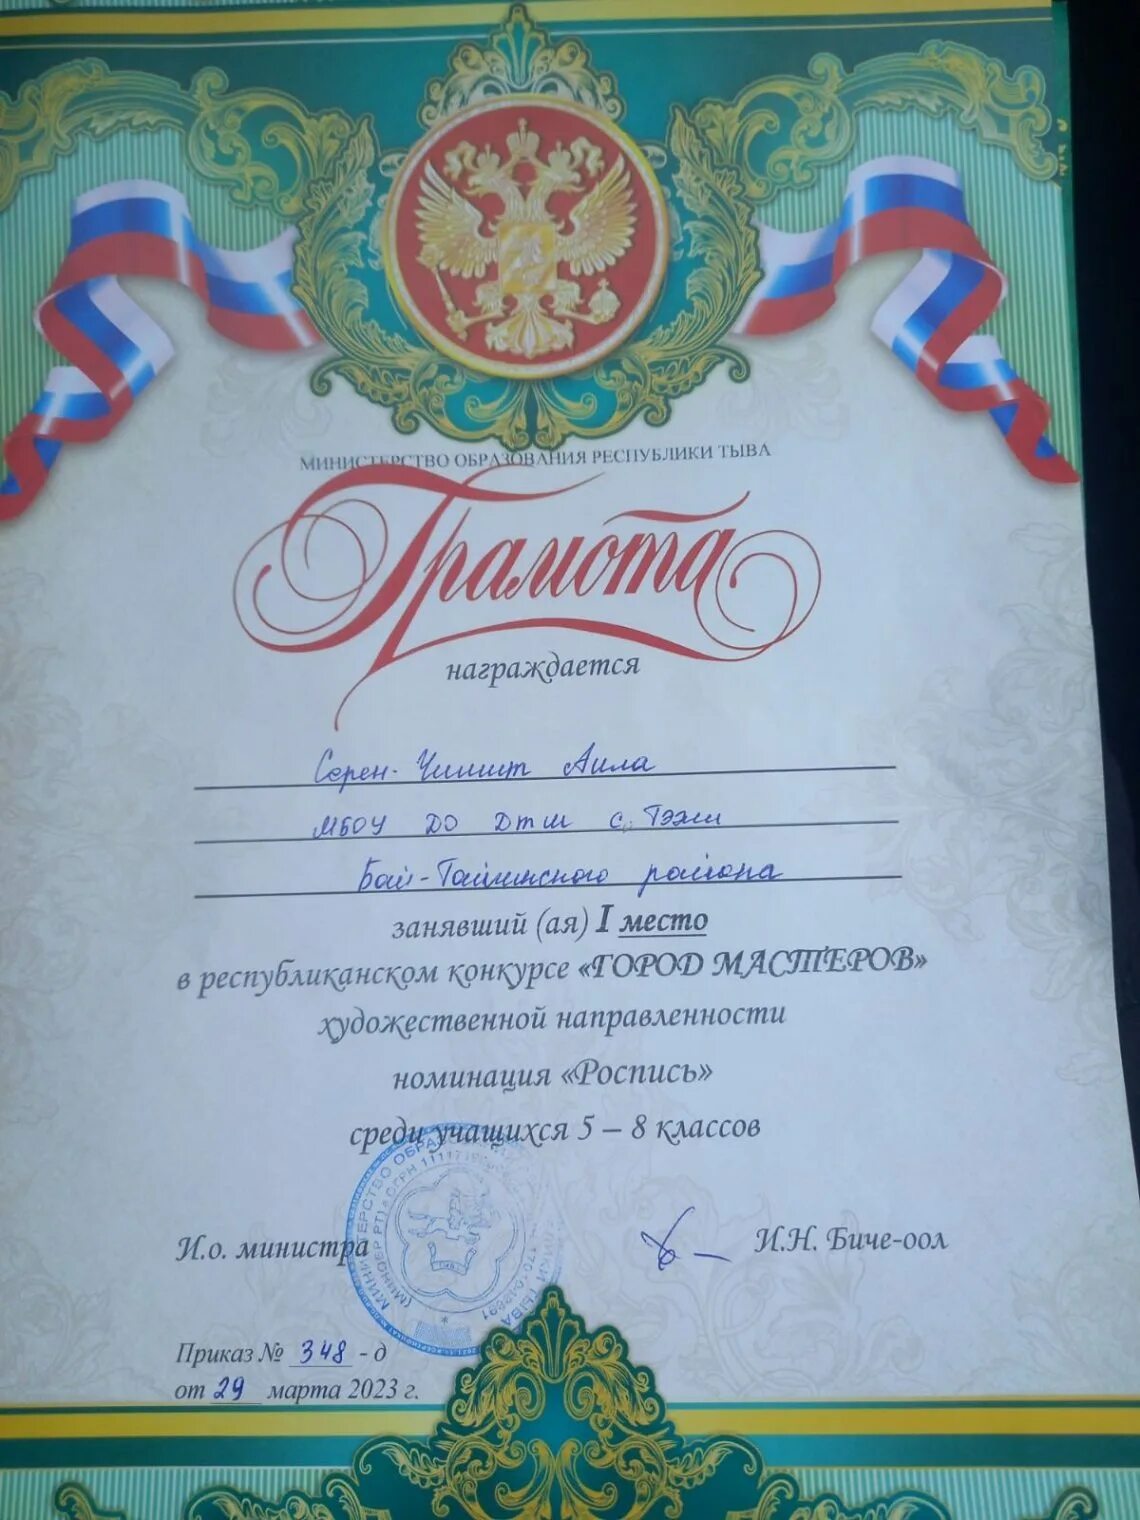 МИНИСТЕРСТВО ОБРАЗОВАНИЯ РЕСПУБЛИКИ ТЫВА
Грамота
награждается
Серен-Чимит Аила
МБОУ ДО ДТШ с. Тээли
Бай-Тайгинского района
занявший (ая) I место
в республиканском конкурсе «ГОРОД МАСТЕРОВ»
художественной направленности
номинация «Роспись»
среди учащихся 5 – 8 классов
И.о. министра И.Н. Биче-оол
Приказ № 348 - д
от 29 марта 2023 г.